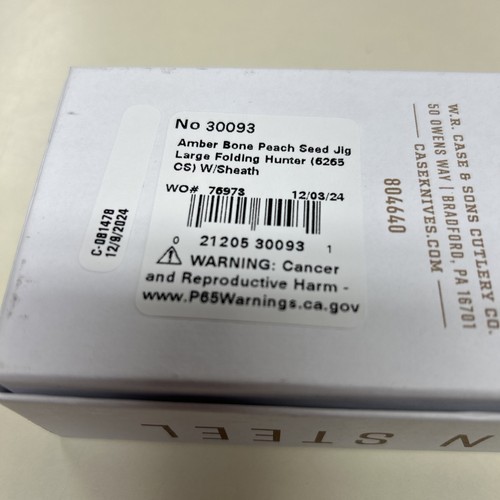 No 30093
Amber Bone Peach Seed Jig
Large Folding Hunter (6265
CS) W/Sheath
WO# 76973 12/03/24
0 21205 30093 1
WARNING: Cancer
and Reproductive Harm -
www.P65Warnings.ca.gov
C-091478
12/9/2024
W.R. CASE & SONS CUTLERY CO.
50 OWENS WAY | BRADFORD, PA 16701
CASEKNIVES.COM
804640
N STEEL